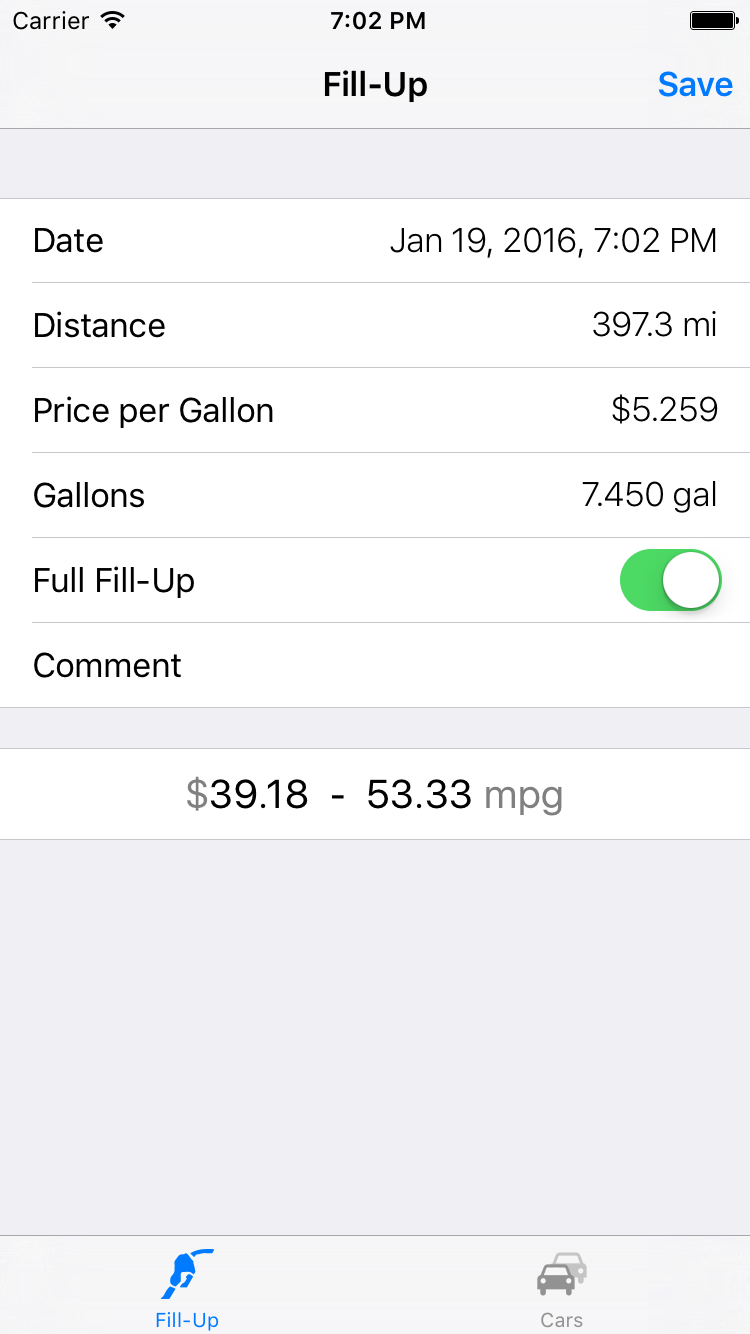 Carrier 7:02 PM
Fill-Up Save
Date Jan 19, 2016, 7:02 PM
Distance 397.3 mi
Price per Gallon $5.259
Gallons 7.450 gal
Full Fill-Up
Comment
$39.18 - 53.33 mpg
Fill-Up Cars